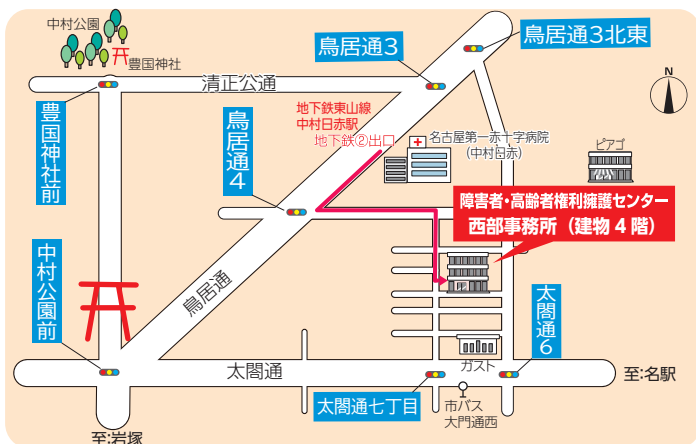 中村公園
豊国神社
鳥居通3
鳥居通3北東
N
清正公通
豊国神社前
鳥居通4
地下鉄東山線
中村日赤駅
地下鉄②出口
名古屋第一赤十字病院
(中村日赤)
ピアゴ
障害者・高齢者権利擁護センター
西部事務所（建物4階）
中村公園前
鳥居通
太閤通6
太閤通
ガスト
至:名駅
太閤通七丁目
市バス
大門通西
至:岩塚